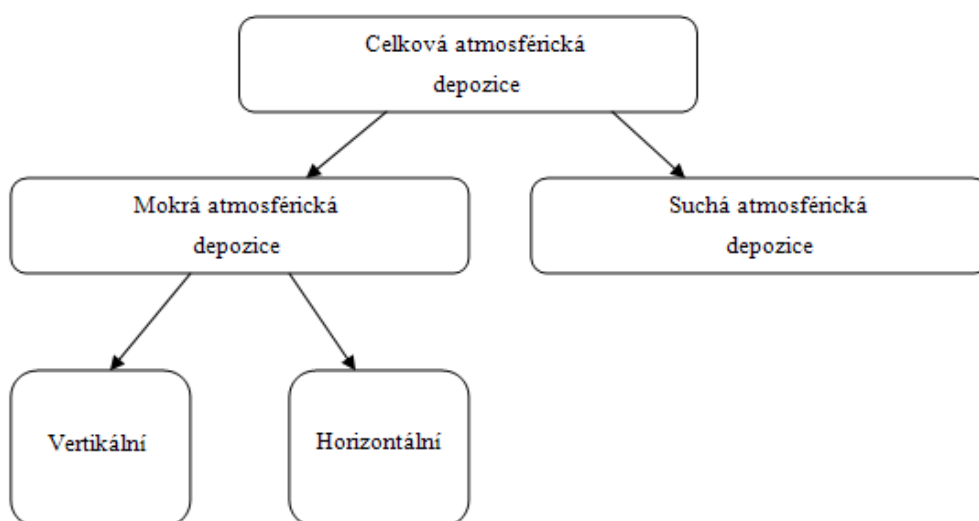 Celková atmosférická
depozice
Mokrá atmosférická
depozice
Suchá atmosférická
depozice
Vertikální
Horizontální